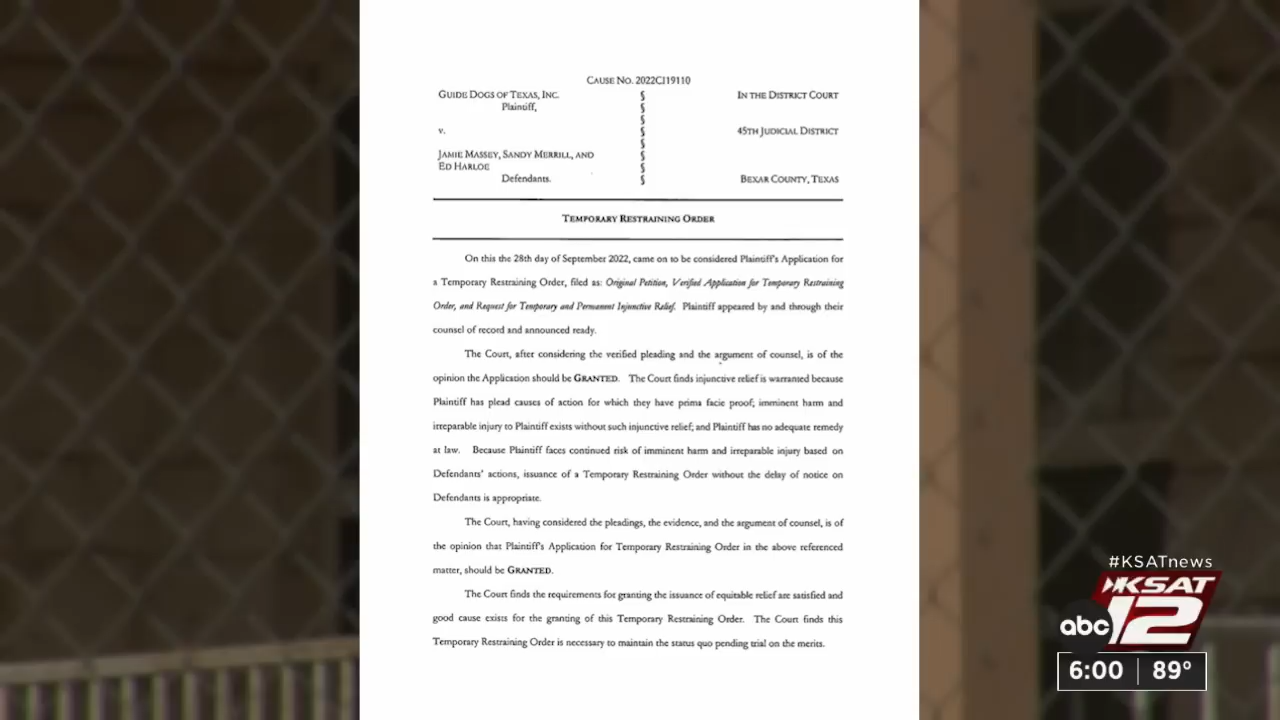 CAUSE NO. 2022CI19110
GUIDE DOGS OF TEXAS, INC.
Plaintiff,
v.
JAMIE MASSEY, SANDY MERRILL, AND
ED HARLOE
Defendants.
§
§
§
§
§
§
§
§
IN THE DISTRICT COURT
45TH JUDICIAL DISTRICT
BEXAR COUNTY, TEXAS
TEMPORARY RESTRAINING ORDER
On this the 28th day of September 2022, came on to be considered Plaintiff's Application for
a Temporary Restraining Order, filed as: Original Petition, Verified Application for Temporary Restraining
Order, and Request for Temporary and Permanent Injunctive Relief. Plaintiff appeared by and through their
counsel of record and announced ready.
The Court, after considering the verified pleading and the argument of counsel, is of the
opinion the Application should be GRANTED. The Court finds injunctive relief is warranted because
Plaintiff has plead causes of action for which they have prima facie proof; imminent harm and
irreparable injury to Plaintiff exists without such injunctive relief; and Plaintiff has no adequate remedy
at law. Because Plaintiff faces continued risk of imminent harm and irreparable injury based on
Defendants' actions, issuance of a Temporary Restraining Order without the delay of notice on
Defendants is appropriate.
The Court, having considered the pleadings, the evidence, and the argument of counsel, is of
the opinion that Plaintiff's Application for Temporary Restraining Order in the above referenced
matter, should be GRANTED.
The Court finds the requirements for granting the issuance of equitable relief are satisfied and
good cause exists for the granting of this Temporary Restraining Order. The Court finds this
Temporary Restraining Order is necessary to maintain the status quo pending trial on the merits.
#KSATnews
KSAT
abc 12
6:00 89°